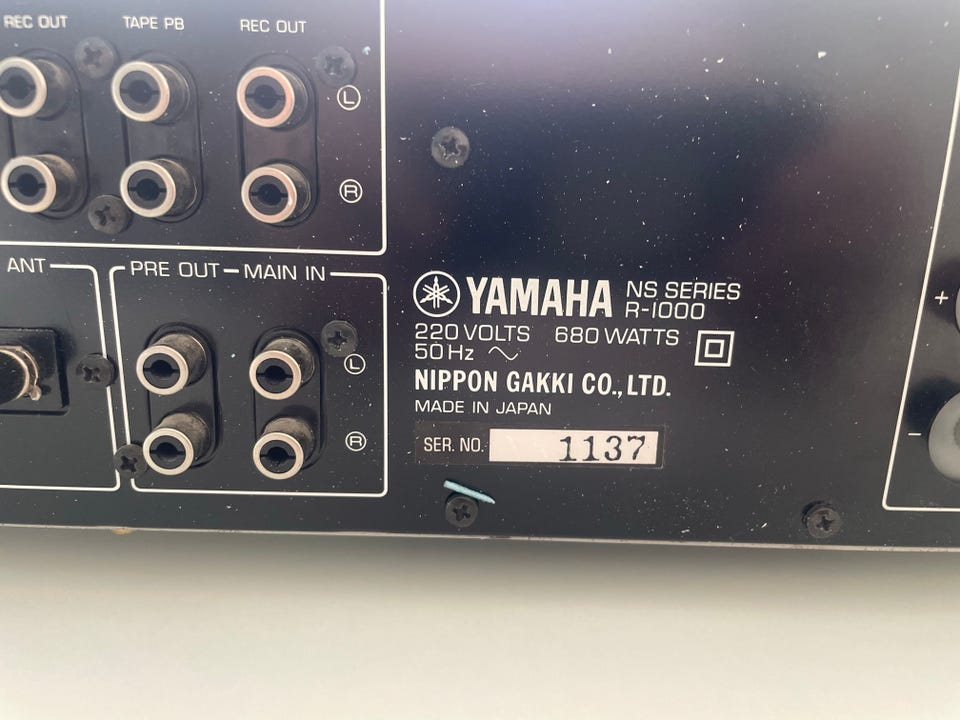 REC OUT
TAPE PB
REC OUT
L
R
ANT
PRE OUT
MAIN IN
L
R
YAMAHA
NS SERIES
R-1000
220 VOLTS 680 WATTS
50 Hz
NIPPON GAKKI CO., LTD.
MADE IN JAPAN
SER. NO. 1137
+
−